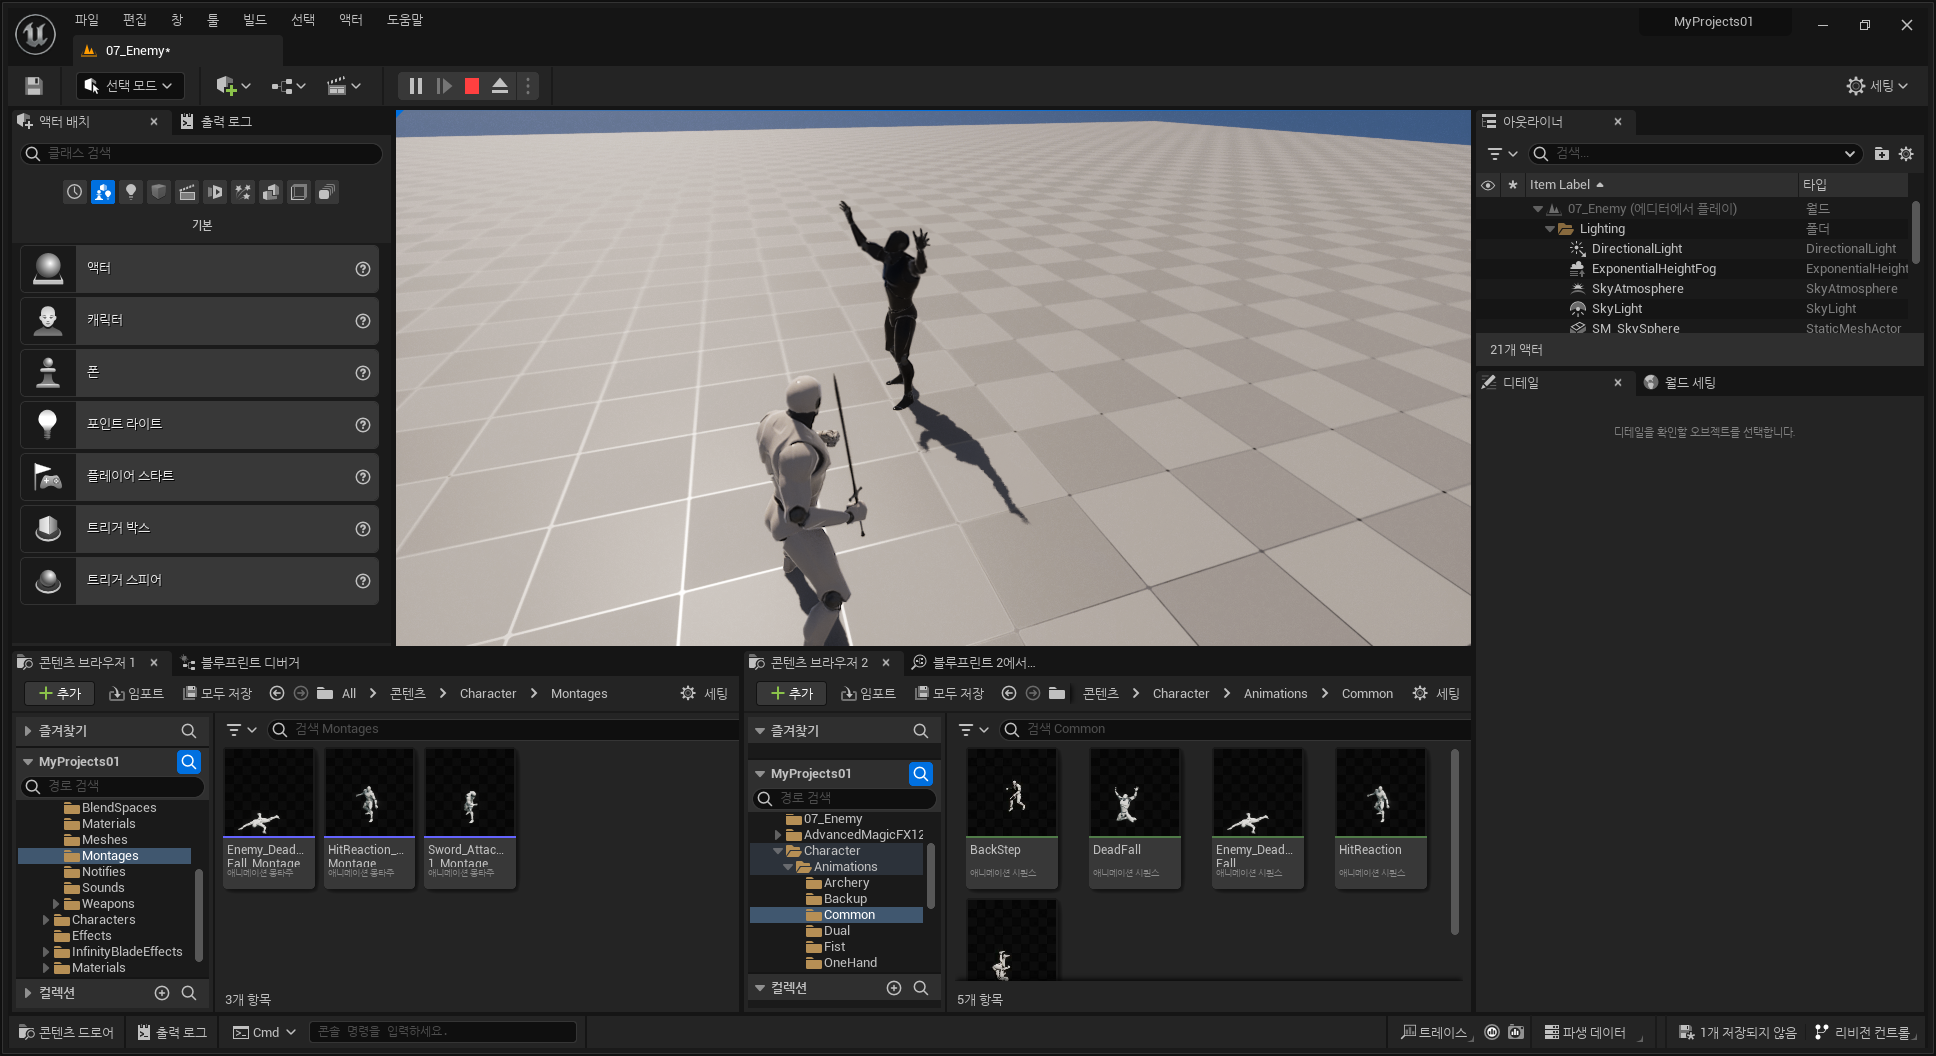 파일 편집 창 툴 빌드 선택 액터 도움말
MyProjects01
07_Enemy*
선택 모드
세팅
액터 배치
출력 로그
클래스 검색
기본
액터
캐릭터
폰
포인트 라이트
플레이어 스타트
트리거 박스
트리거 스피어
아웃라이너
검색...
Item Label 타입
07_Enemy (에디터에서 플레이) 월드
Lighting 폴더
DirectionalLight DirectionalLight
ExponentialHeightFog ExponentialHeight
SkyAtmosphere SkyAtmosphere
SkyLight SkyLight
SM_SkySphere StaticMeshActor
21개 액터
디테일
월드 세팅
디테일을 확인할 오브젝트를 선택합니다.
콘텐츠 브라우저 1
블루프린트 디버거
추가 임포트 모두 저장 All 콘텐츠 Character Montages 세팅
즐겨찾기
MyProjects01
경로 검색
BlendSpaces
Materials
Meshes
Montages
Notifies
Sounds
Weapons
Characters
Effects
InfinityBladeEffects
Materials
컬렉션
검색 Montages
Enemy_Dead...
Fall_Montage
애니메이션 몽타주
HitReaction_...
Montage
애니메이션 몽타주
Sword_Attac...
1_Montage
애니메이션 몽타주
3개 항목
콘텐츠 브라우저 2
블루프린트 2에서...
추가 임포트 모두 저장 콘텐츠 Character Animations Common 세팅
즐겨찾기
MyProjects01
경로 검색
07_Enemy
AdvancedMagicFX12
Character
Animations
Archery
Backup
Common
Dual
Fist
OneHand
컬렉션
검색 Common
BackStep
애니메이션 시퀀스
DeadFall
애니메이션 시퀀스
Enemy_Dead...
Fall
애니메이션 시퀀스
HitReaction
애니메이션 시퀀스
5개 항목
콘텐츠 드로어
출력 로그
Cmd
콘솔 명령을 입력하세요.
트레이스
파생 데이터
1개 저장되지 않음
리비전 컨트롤